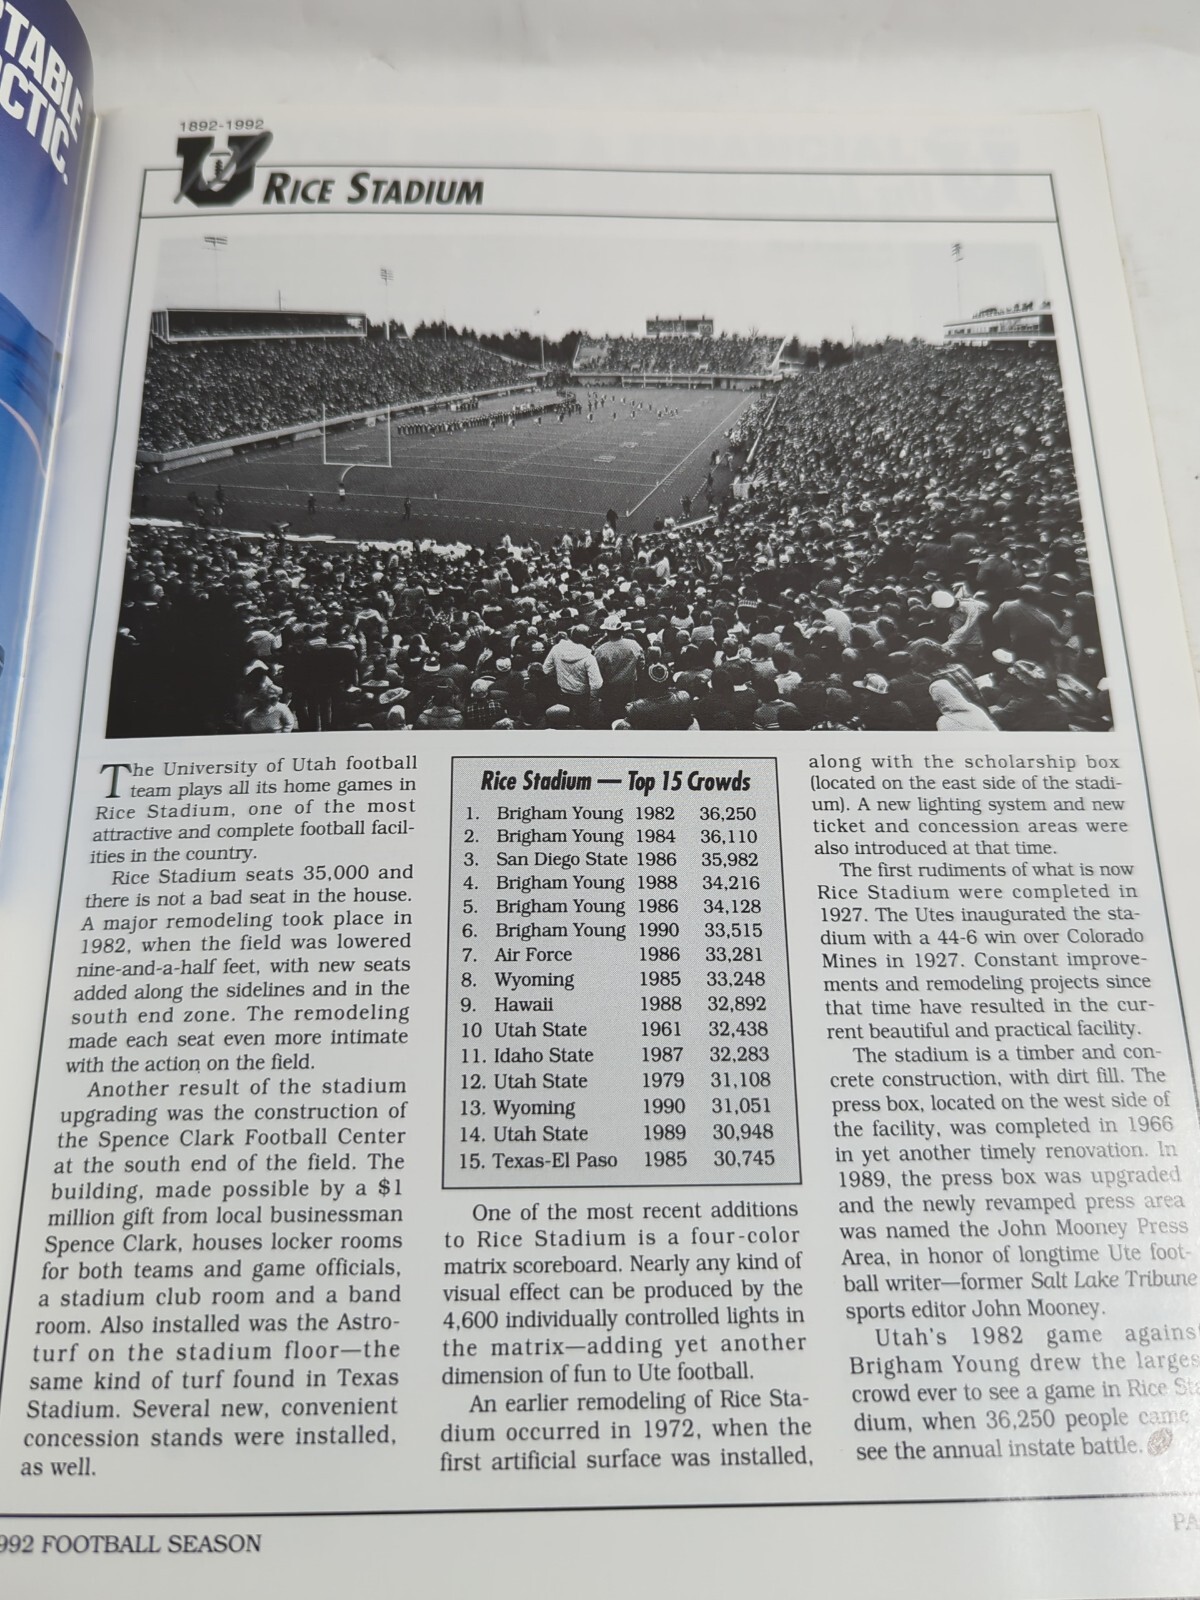 TABLE
CTIC.
1892-1992
U
RICE STADIUM
The University of Utah football
team plays all its home games in
Rice Stadium, one of the most
attractive and complete football facil-
ities in the country.
Rice Stadium seats 35,000 and
there is not a bad seat in the house.
A major remodeling took place in
1982, when the field was lowered
nine-and-a-half feet, with new seats
added along the sidelines and in the
south end zone. The remodeling
made each seat even more intimate
with the action on the field.
Another result of the stadium
upgrading was the construction of
the Spence Clark Football Center
at the south end of the field. The
building, made possible by a $1
million gift from local businessman
Spence Clark, houses locker rooms
for both teams and game officials,
a stadium club room and a band
room. Also installed was the Astro-
turf on the stadium floor—the
same kind of turf found in Texas
Stadium. Several new, convenient
concession stands were installed,
as well.
Rice Stadium — Top 15 Crowds
1. Brigham Young 1982 36,250
2. Brigham Young 1984 36,110
3. San Diego State 1986 35,982
4. Brigham Young 1988 34,216
5. Brigham Young 1986 34,128
6. Brigham Young 1990 33,515
7. Air Force 1986 33,281
8. Wyoming 1985 33,248
9. Hawaii 1988 32,892
10 Utah State 1961 32,438
11. Idaho State 1987 32,283
12. Utah State 1979 31,108
13. Wyoming 1990 31,051
14. Utah State 1989 30,948
15. Texas-El Paso 1985 30,745
One of the most recent additions
to Rice Stadium is a four-color
matrix scoreboard. Nearly any kind of
visual effect can be produced by the
4,600 individually controlled lights in
the matrix—adding yet another
dimension of fun to Ute football.
An earlier remodeling of Rice Sta-
dium occurred in 1972, when the
first artificial surface was installed,
along with the scholarship box
(located on the east side of the stadi-
um). A new lighting system and new
ticket and concession areas were
also introduced at that time.
The first rudiments of what is now
Rice Stadium were completed in
1927. The Utes inaugurated the sta-
dium with a 44-6 win over Colorado
Mines in 1927. Constant improve-
ments and remodeling projects since
that time have resulted in the cur-
rent beautiful and practical facility.
The stadium is a timber and con-
crete construction, with dirt fill. The
press box, located on the west side of
the facility, was completed in 1966
in yet another timely renovation. In
1989, the press box was upgraded
and the newly revamped press area
was named the John Mooney Press
Area, in honor of longtime Ute foot-
ball writer—former Salt Lake Tribune
sports editor John Mooney.
Utah's 1982 game agains
Brigham Young drew the larges
crowd ever to see a game in Rice Sta
dium, when 36,250 people came
see the annual instate battle.
992 FOOTBALL SEASON
PA